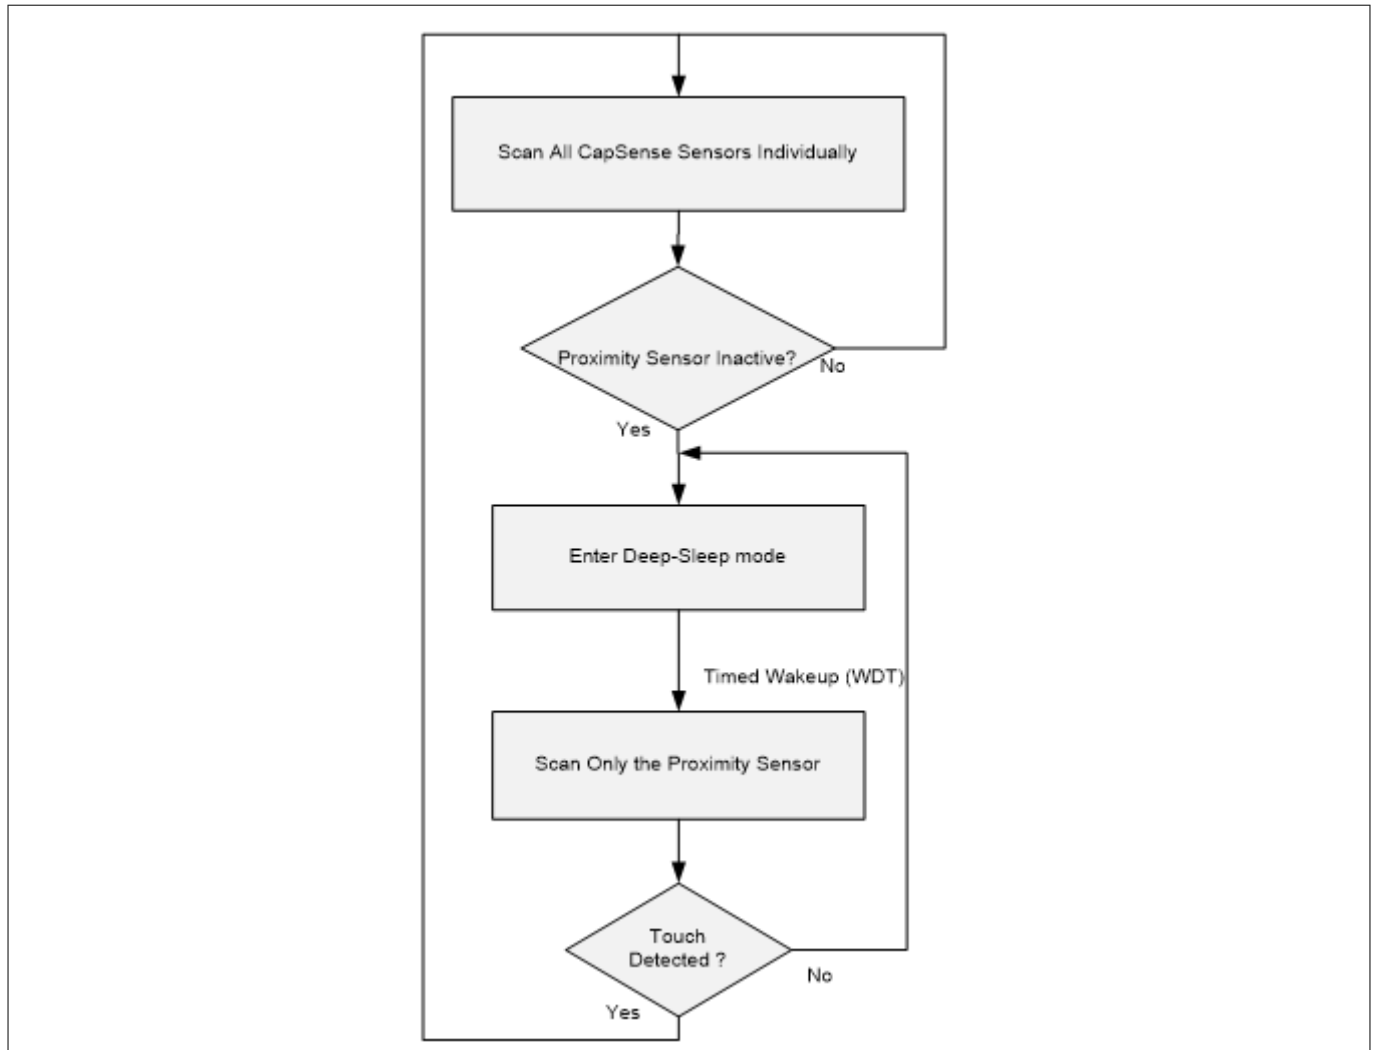 Scan All CapSense Sensors Individually
Proximity Sensor Inactive?
No
Yes
Enter Deep-Sleep mode
Timed Wakeup (WDT)
Scan Only the Proximity Sensor
Touch
Detected ?
No
Yes